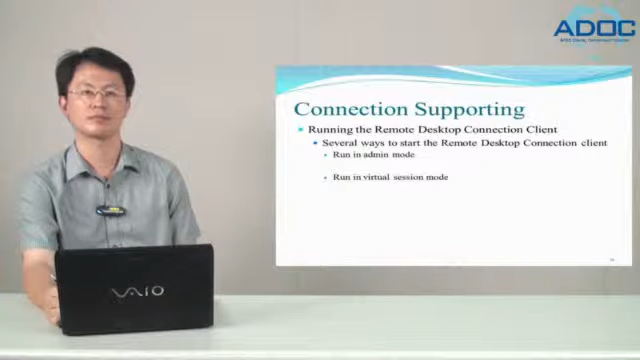 ADOC
Connection Supporting
Running the Remote Desktop Connection Client
Several ways to start the Remote Desktop Connection client
Run in admin mode
Run in virtual session mode
VAIO